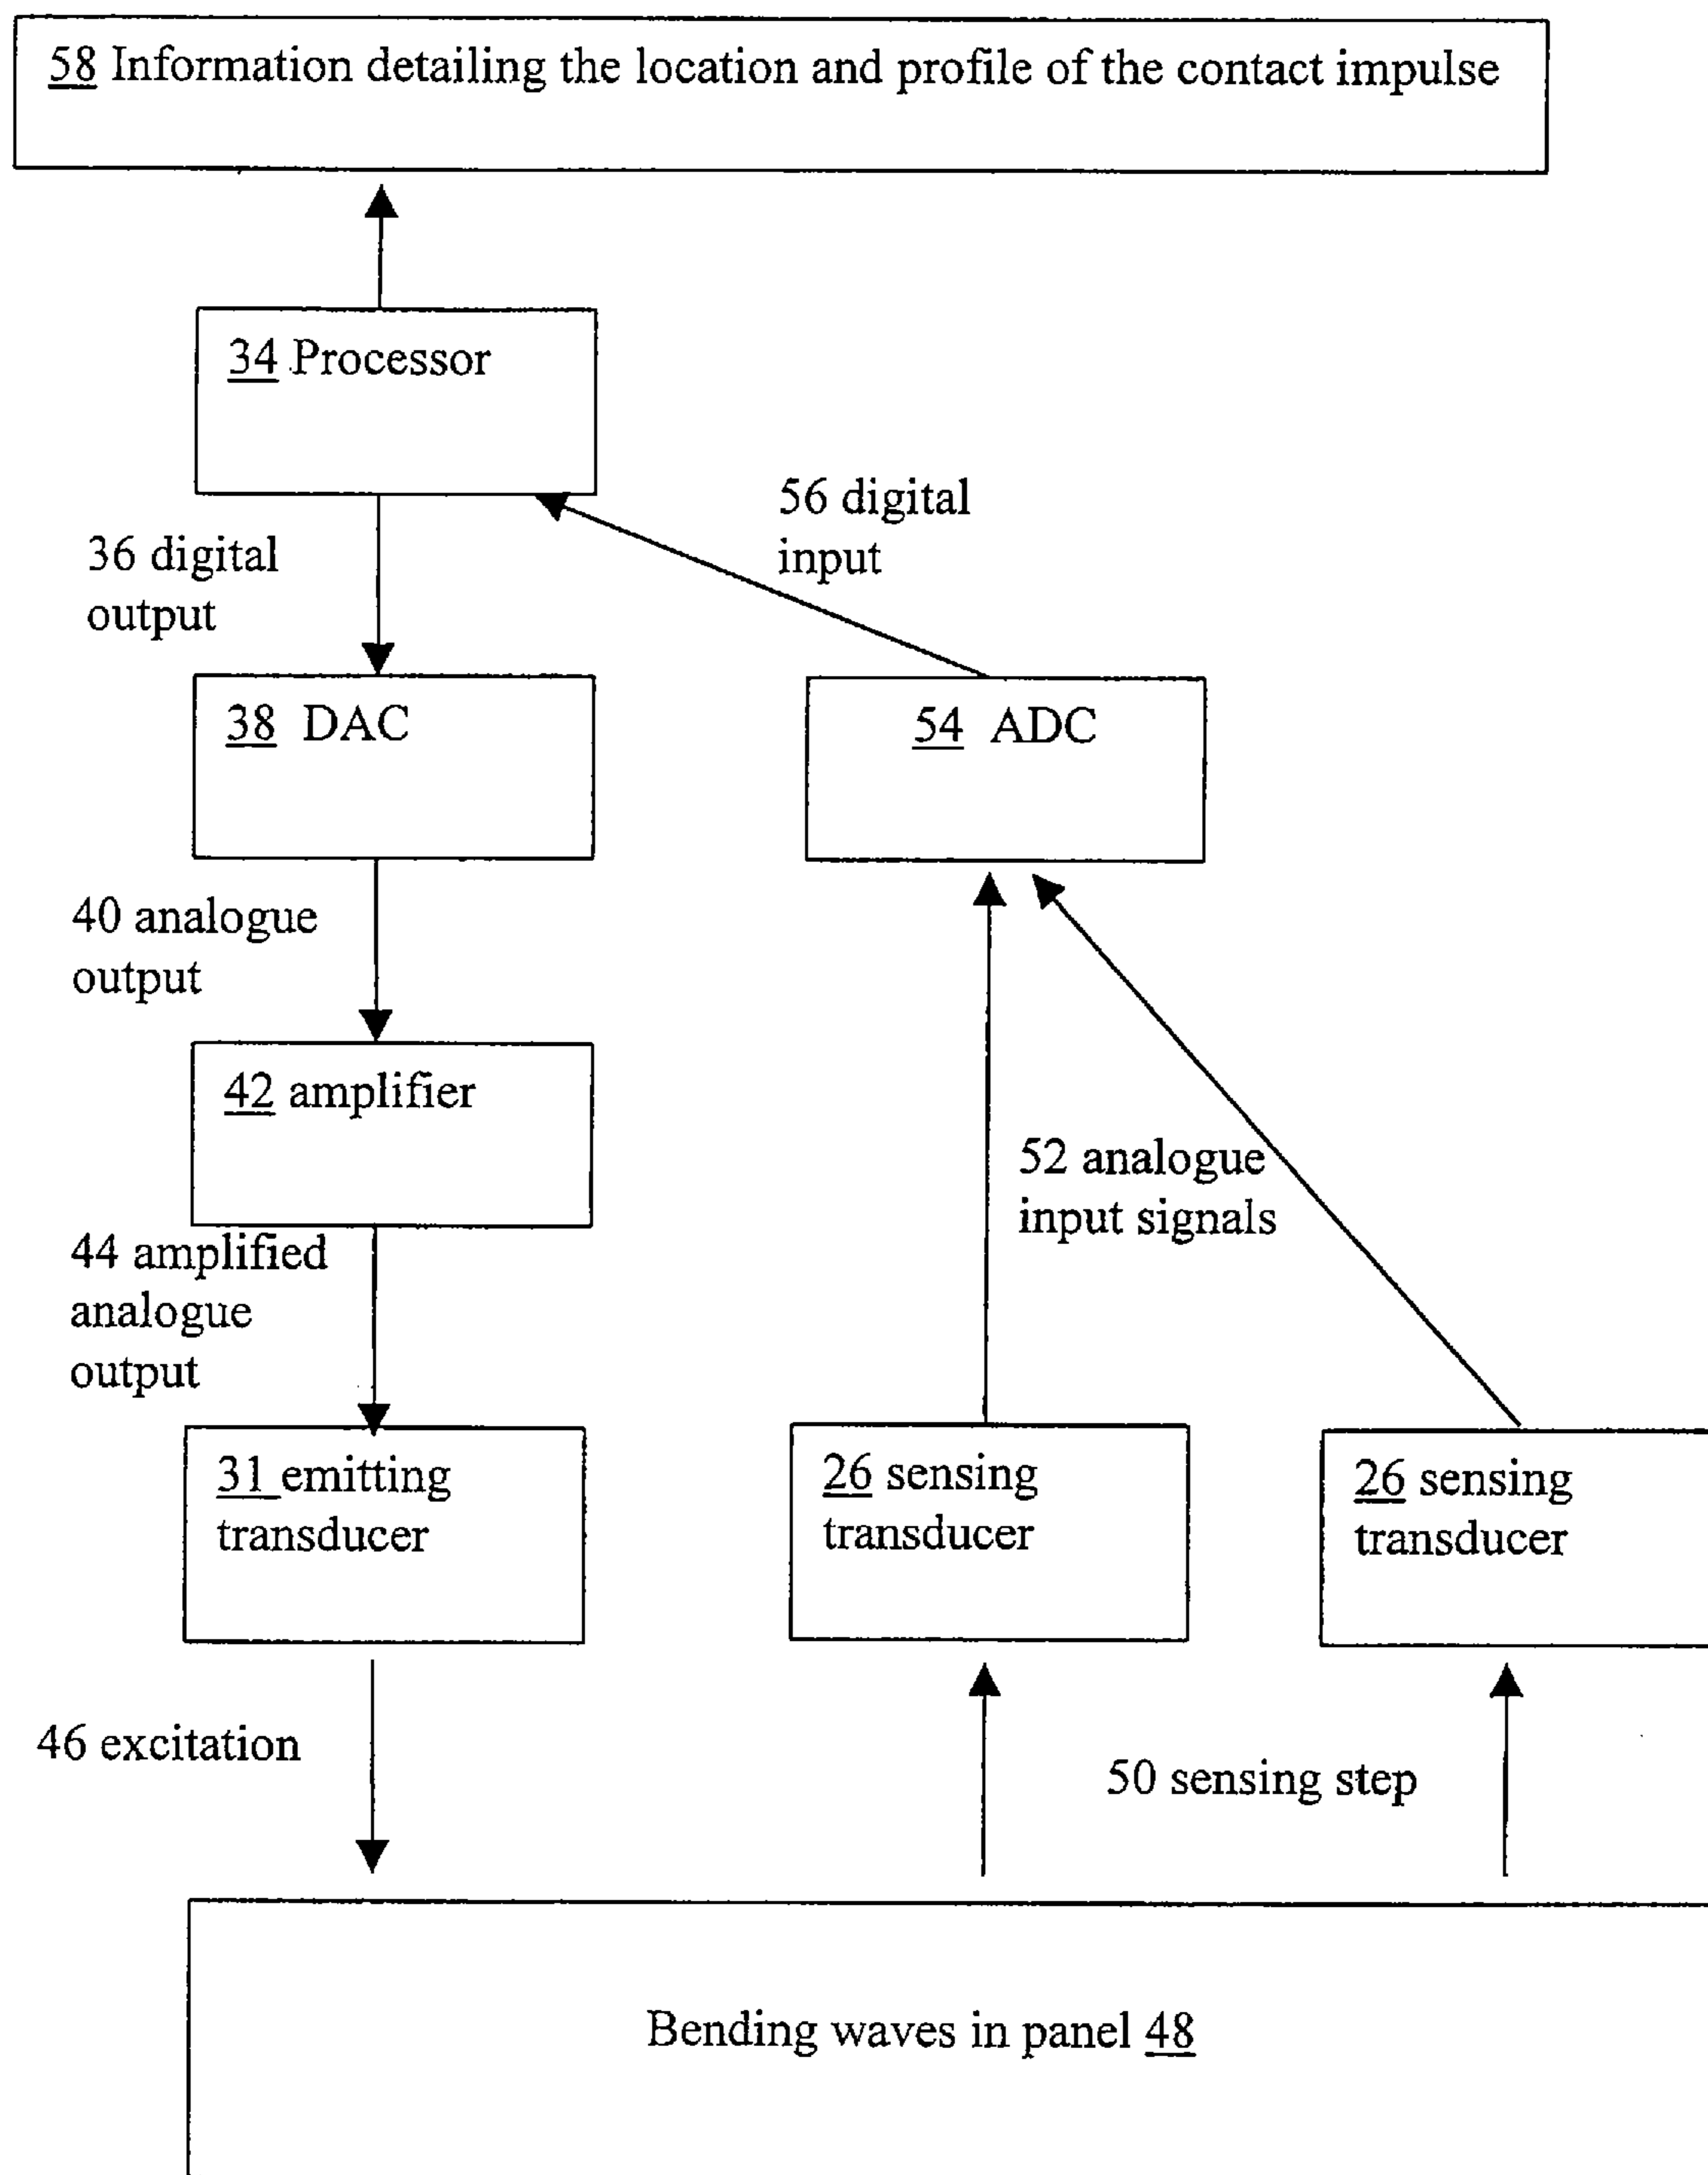 58 Information detailing the location and profile of the contact impulse
34 Processor
56 digital
input
36 digital
output
38 DAC
54 ADC
40 analogue
output
42 amplifier
52 analogue
input signals
44 amplified
analogue
output
31 emitting
transducer
26 sensing
transducer
26 sensing
transducer
46 excitation
50 sensing step
Bending waves in panel 48